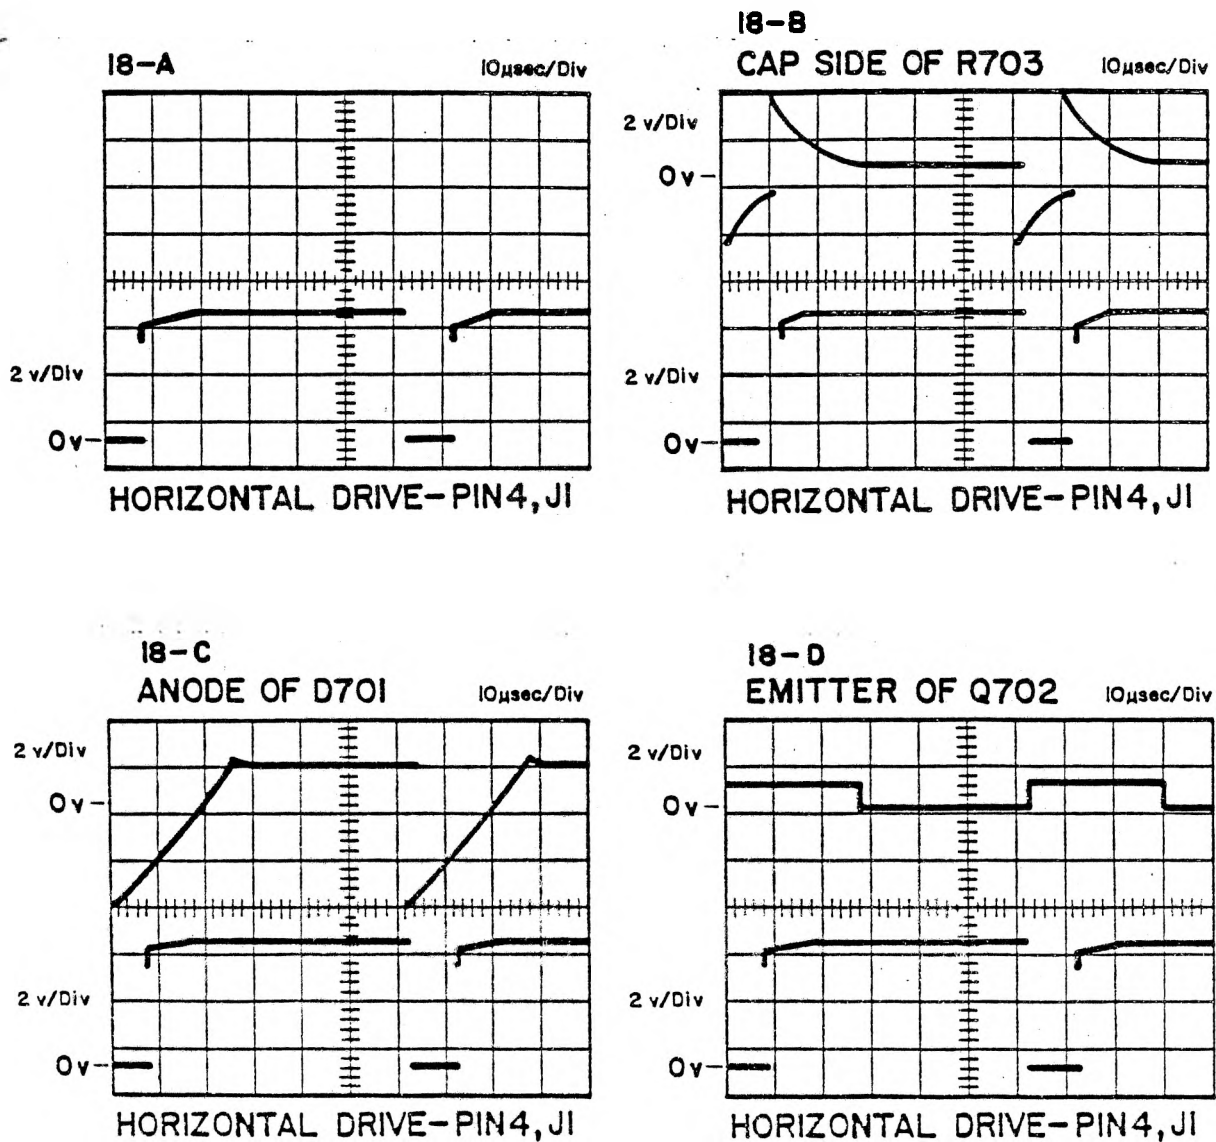 18-A
10µsec/Div
2 v/Div
0v-
HORIZONTAL DRIVE-PIN4,J1
18-B
CAP SIDE OF R703
10µsec/Div
2 v/Div
0v-
2 v/Div
0v-
HORIZONTAL DRIVE-PIN4,J1
18-C
ANODE OF D701
10µsec/Div
2 v/Div
0v-
2 v/Div
0v-
HORIZONTAL DRIVE-PIN4,J1
18-D
EMITTER OF Q702
10µsec/Div
2 v/Div
0v-
2 v/Div
0v-
HORIZONTAL DRIVE-PIN4,J1